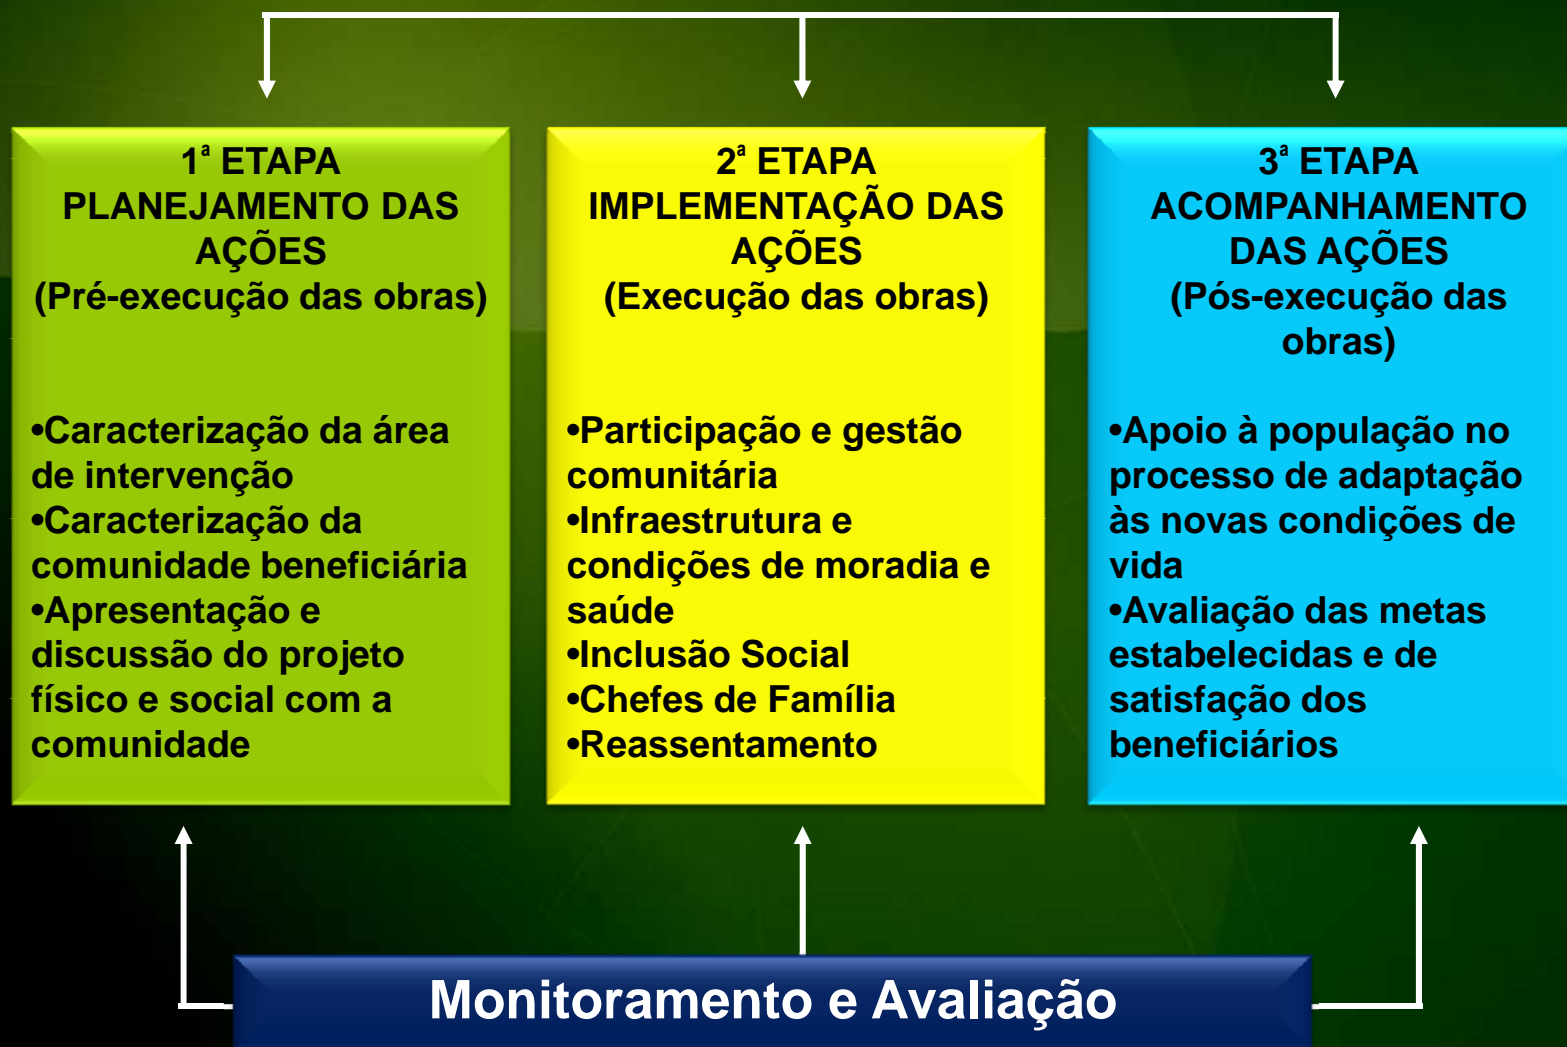 1ª ETAPA
PLANEJAMENTO DAS
AÇÕES
(Pré-execução das obras)
•Caracterização da área
de intervenção
•Caracterização da
comunidade beneficiária
•Apresentação e
discussão do projeto
físico e social com a
comunidade
2ª ETAPA
IMPLEMENTAÇÃO DAS
AÇÕES
(Execução das obras)
•Participação e gestão
comunitária
•Infraestrutura e
condições de moradia e
saúde
•Inclusão Social
•Chefes de Família
•Reassentamento
3ª ETAPA
ACOMPANHAMENTO
DAS AÇÕES
(Pós-execução das
obras)
•Apoio à população no
processo de adaptação
às novas condições de
vida
•Avaliação das metas
estabelecidas e de
satisfação dos
beneficiários
Monitoramento e Avaliação